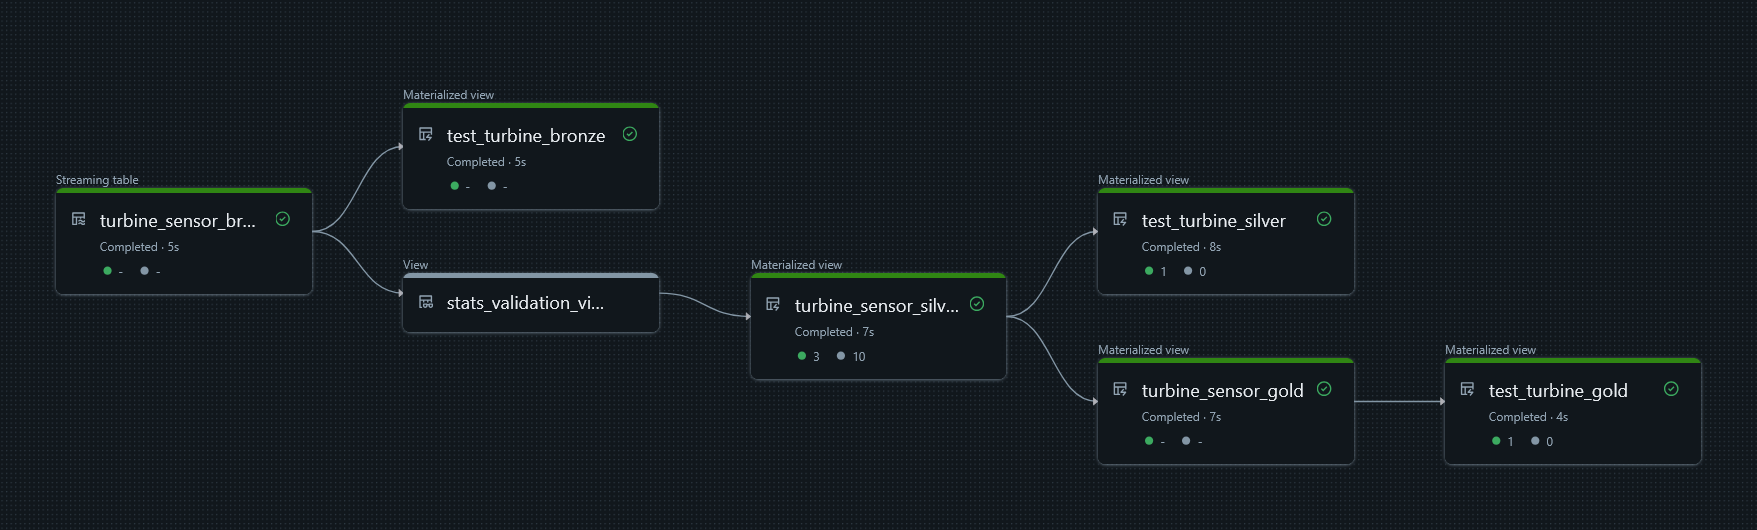 Streaming table
turbine_sensor_br...
Completed · 5s
- -
Materialized view
test_turbine_bronze
Completed · 5s
- -
View
stats_validation_vi...
Materialized view
turbine_sensor_silv...
Completed · 7s
3 10
Materialized view
test_turbine_silver
Completed · 8s
1 0
Materialized view
turbine_sensor_gold
Completed · 7s
- -
Materialized view
test_turbine_gold
Completed · 4s
1 0